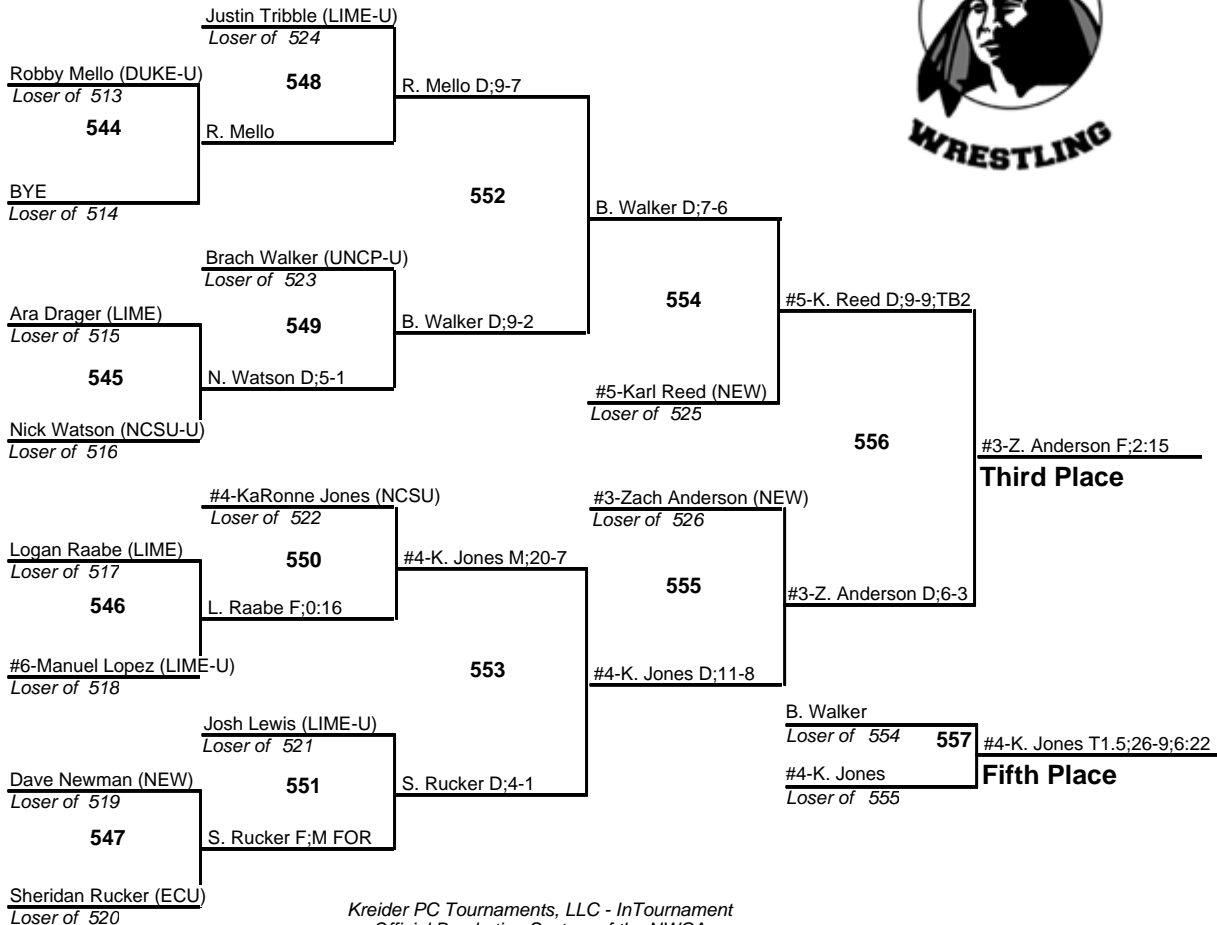 Justin Tribble (LIME-U)
Loser of 524
Robby Mello (DUKE-U)
Loser of 513
548
R. Mello D;9-7
544
R. Mello
BYE
Loser of 514
552
B. Walker D;7-6
Brach Walker (UNCP-U)
Loser of 523
Ara Drager (LIME)
Loser of 515
549
B. Walker D;9-2
554
#5-K. Reed D;9-9;TB2
545
N. Watson D;5-1
#5-Karl Reed (NEW)
Loser of 525
Nick Watson (NCSU-U)
Loser of 516
556
#3-Z. Anderson F;2:15
Third Place
#4-KaRonne Jones (NCSU)
Loser of 522
#3-Zach Anderson (NEW)
Loser of 526
Logan Raabe (LIME)
Loser of 517
550
#4-K. Jones M;20-7
555
#3-Z. Anderson D;6-3
546
L. Raabe F;0:16
#6-Manuel Lopez (LIME-U)
Loser of 518
553
#4-K. Jones D;11-8
Josh Lewis (LIME-U)
Loser of 521
B. Walker
Loser of 554
557
#4-K. Jones T1.5;26-9;6:22
Fifth Place
#4-K. Jones
Loser of 555
Dave Newman (NEW)
Loser of 519
551
S. Rucker D;4-1
547
S. Rucker F;M FOR
Sheridan Rucker (ECU)
Loser of 520
WRESTLING
Kreider PC Tournaments, LLC - InTournament